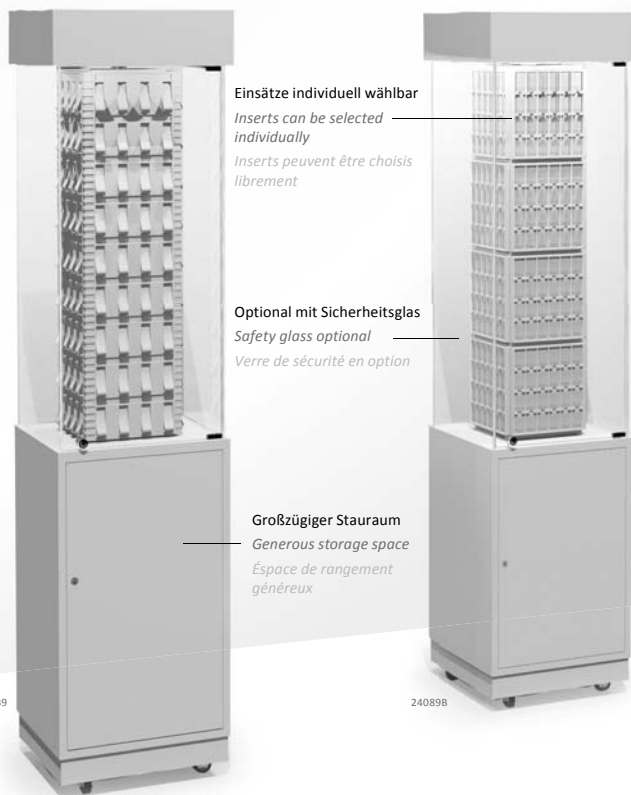 Einsätze individuell wählbar
Inserts can be selected
individually
Inserts peuvent être choisis
librement
Optional mit Sicherheitsglas
Safety glass optional
Verre de sécurité en option
Großzügiger Stauraum
Generous storage space
Éspace de rangement
généreux
24089B